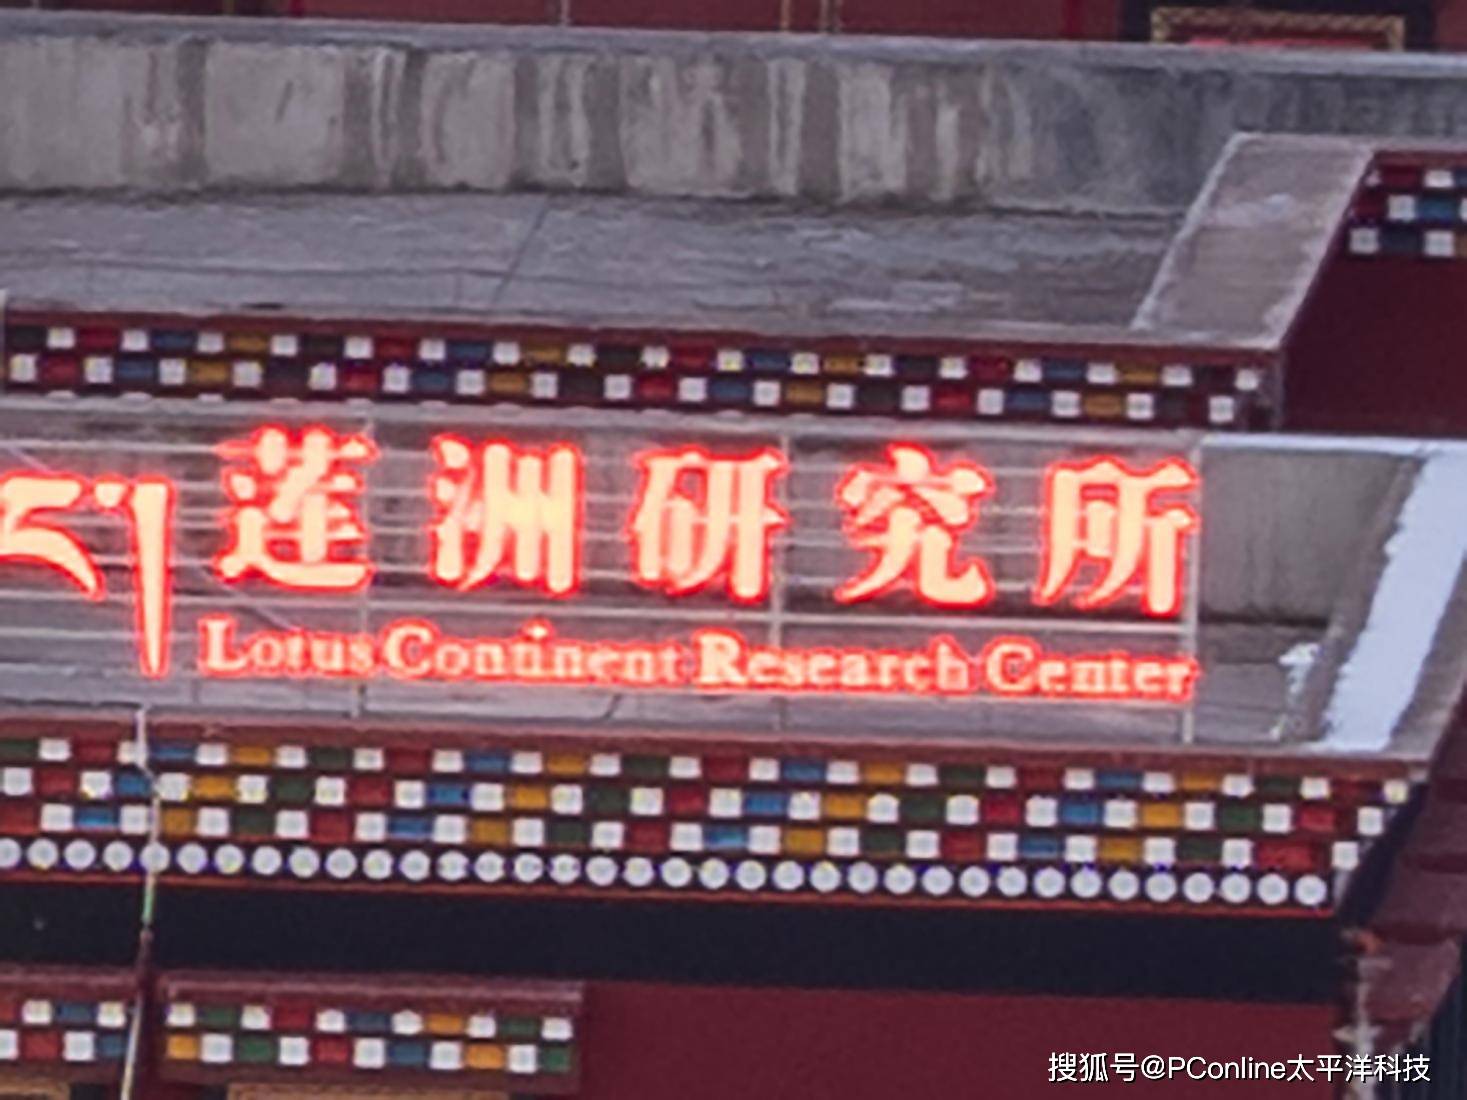 莲洲研究所
Lotus Continent Research Center
搜狐号@PConline太平洋科技